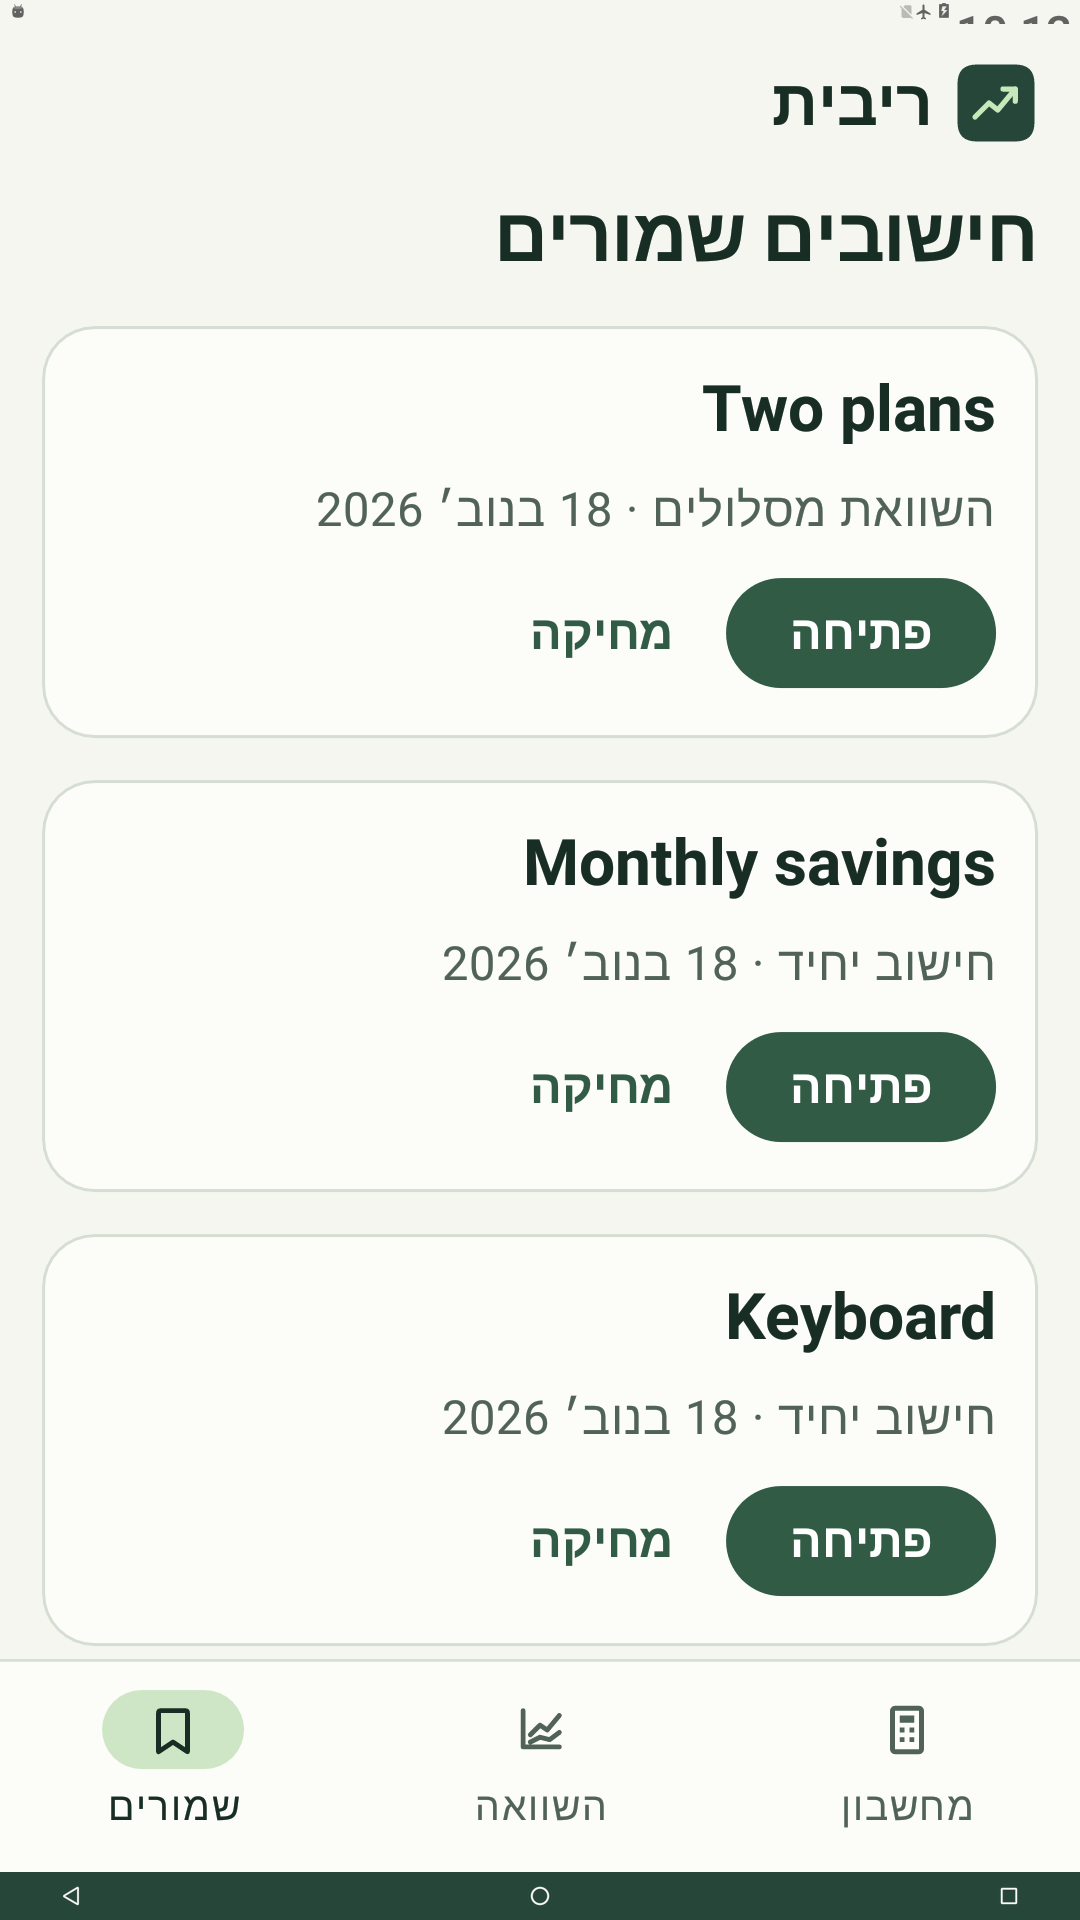 ריבית
חישובים שמורים
Two plans
השוואת מסלולים · 18 בנוב׳ 2026
פתיחה
מחיקה
Monthly savings
חישוב יחיד · 18 בנוב׳ 2026
פתיחה
מחיקה
Keyboard
חישוב יחיד · 18 בנוב׳ 2026
פתיחה
מחיקה
מחשבון
השוואה
שמורים